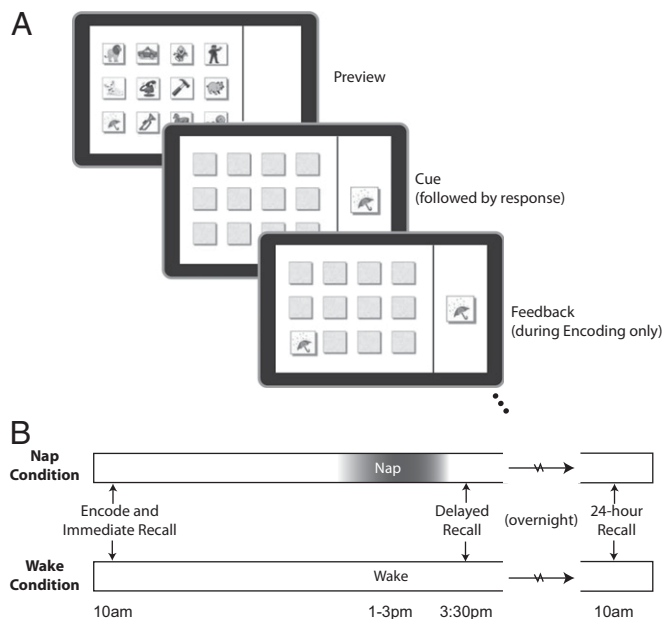 A
Preview
Cue
(followed by response)
Feedback
(during Encoding only)
B
Nap
Condition
Nap
Encode and
Immediate Recall
Delayed
Recall
(overnight)
24-hour
Recall
Wake
Condition
Wake
10am
1-3pm
3:30pm
10am